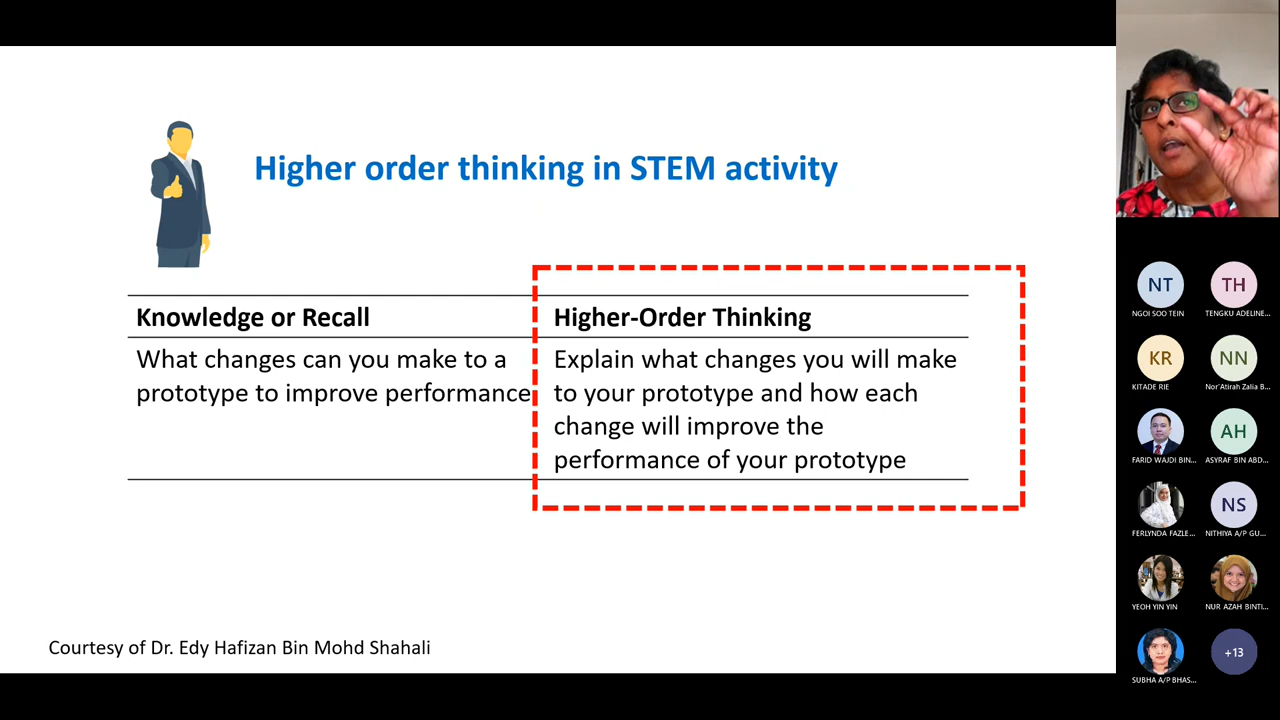 Higher order thinking in STEM activity
Knowledge or Recall
Higher-Order Thinking
What changes can you make to a
prototype to improve performance
Explain what changes you will make
to your prototype and how each
change will improve the
performance of your prototype
Courtesy of Dr. Edy Hafizan Bin Mohd Shahali
NT
TH
NGOI SOO TEIN
TENGKU ADELINE...
KR
NN
KITADE RIE
Nor'Atirah Zalia B...
AH
FARID WAJDI BIN...
ASYRAF BIN ABD...
NS
FERLYNDA FAZLE...
NITHIYA A/P GU...
YEOH YIN YIN
NUR AZAH BINTI...
+13
SUBHA A/P BHAS...